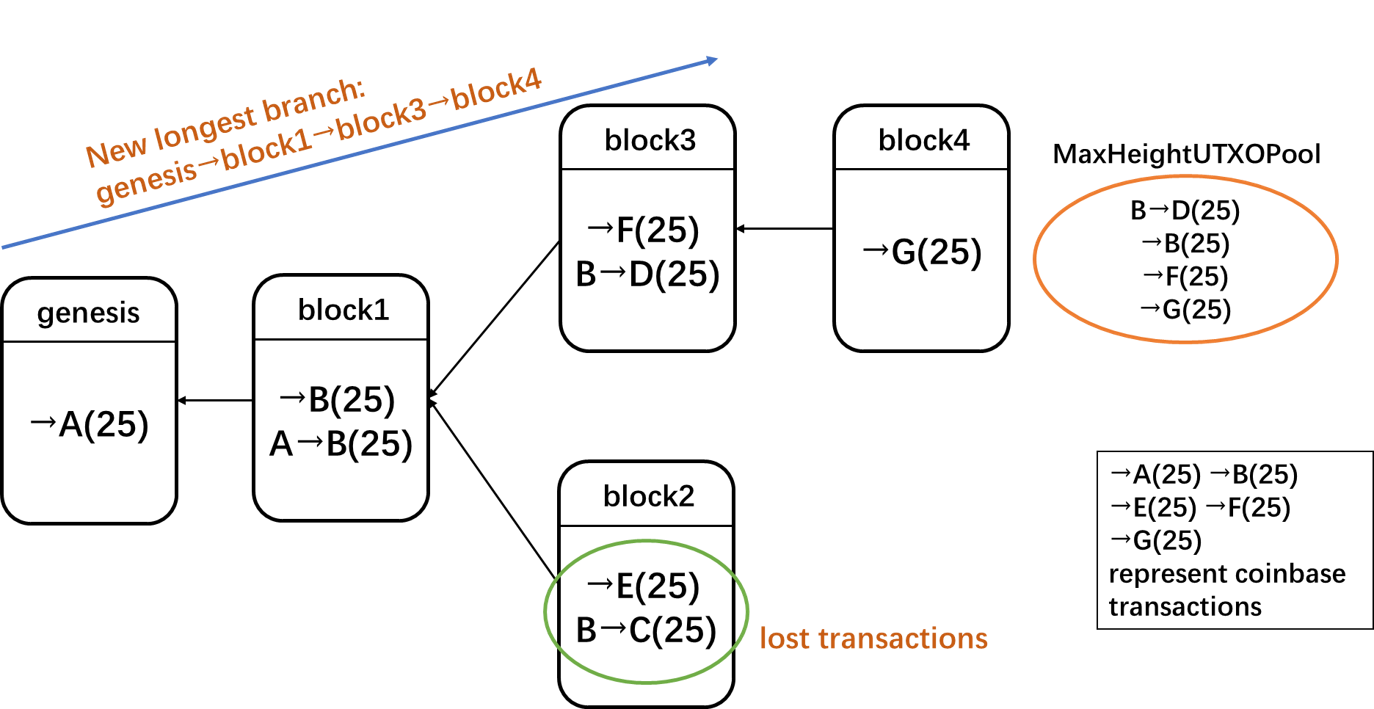 New longest branch:
genesis→block1→block3→block4
genesis
→A(25)
block1
→B(25)
A→B(25)
block3
→F(25)
B→D(25)
block4
→G(25)
MaxHeightUTXOPool
B→D(25)
→B(25)
→F(25)
→G(25)
block2
→E(25)
B→C(25)
lost transactions
→A(25) →B(25)
→E(25) →F(25)
→G(25)
represent coinbase
transactions